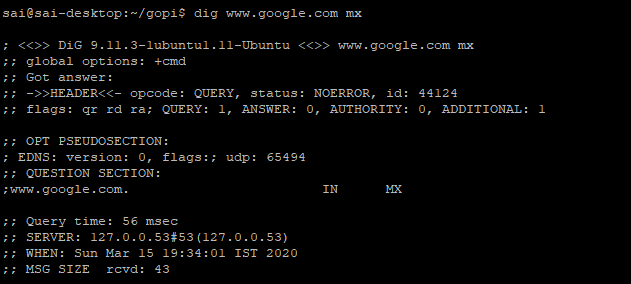 sai@sai-desktop:~/gopi$ dig www.google.com mx
; <<>> DiG 9.11.3-1ubuntu1.11-Ubuntu <<>> www.google.com mx
;; global options: +cmd
;; Got answer:
;; ->>HEADER<<- opcode: QUERY, status: NOERROR, id: 44124
;; flags: qr rd ra; QUERY: 1, ANSWER: 0, AUTHORITY: 0, ADDITIONAL: 1
;; OPT PSEUDOSECTION:
; EDNS: version: 0, flags:; udp: 65494
;; QUESTION SECTION:
;www.google.com. IN MX
;; Query time: 56 msec
;; SERVER: 127.0.0.53#53(127.0.0.53)
;; WHEN: Sun Mar 15 19:34:01 IST 2020
;; MSG SIZE rcvd: 43